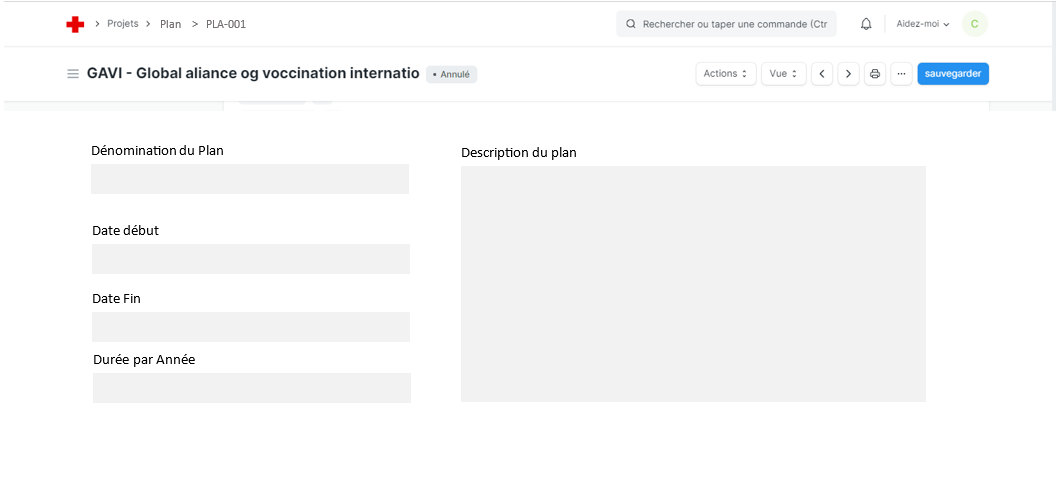 Projets > Plan > PLA-001
Rechercher ou taper une commande (Ctr
Aidez-moi
C
GAVI - Global aliance og voccination internatio
• Annulé
Actions
Vue
...
sauvegarder
Dénomination du Plan
Description du plan
Date début
Date Fin
Durée par Année